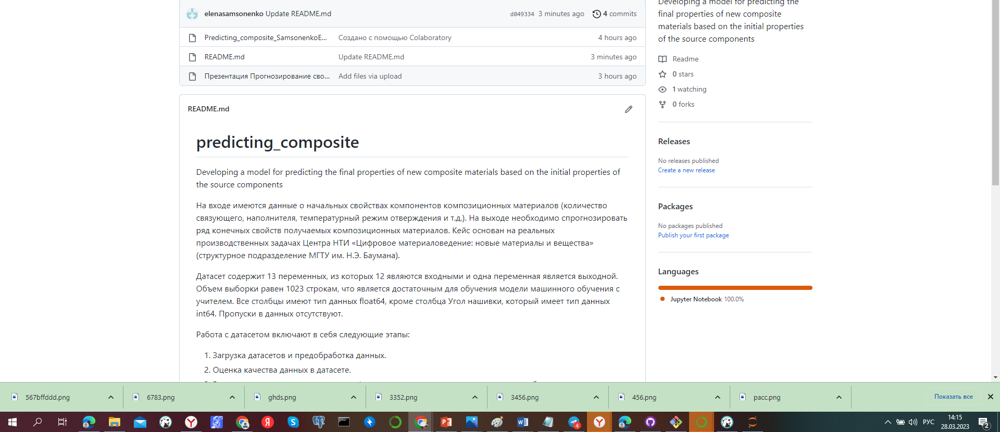 elenasamsonenko Update README.md d049334 3 minutes ago 4 commits
Predicting_composite_SamsonenkoE... Создано с помощью Colaboratory 4 hours ago
README.md Update README.md 3 minutes ago
Презентация Прогнозирование сво... Add files via upload 3 hours ago
README.md
predicting_composite
Developing a model for predicting the final properties of new composite materials based on the initial properties of
the source components
На входе имеются данные о начальных свойствах компонентов композиционных материалов (количество
связующего, наполнителя, температурный режим отверждения и т.д.). На выходе необходимо спрогнозировать
ряд конечных свойств получаемых композиционных материалов. Кейс основан на реальных
производственных задачах Центра НТИ «Цифровое материаловедение: новые материалы и вещества»
(структурное подразделение МГТУ им. Н.Э. Баумана).
Датасет содержит 13 переменных, из которых 12 являются входными и одна переменная является выходной.
Объем выборки равен 1023 строкам, что является достаточным для обучения модели машинного обучения с
учителем. Все столбцы имеют тип данных float64, кроме столбца Угол нашивки, который имеет тип данных
int64. Пропуски в данных отсутствуют.
Работа с датасетом включают в себя следующие этапы:
1. Загрузка датасетов и предобработка данных.
2. Оценка качества данных в датасете.
Developing a model for predicting the
final properties of new composite
materials based on the initial properties
of the source components
Readme
0 stars
1 watching
0 forks
Releases
No releases published
Create a new release
Packages
No packages published
Publish your first package
Languages
Jupyter Notebook 100.0%
567bffddd.png
6783.png
ghds.png
3352.png
3456.png
456.png
расс.png
Показать все
4
РУС
14:15
28.03.2023
2